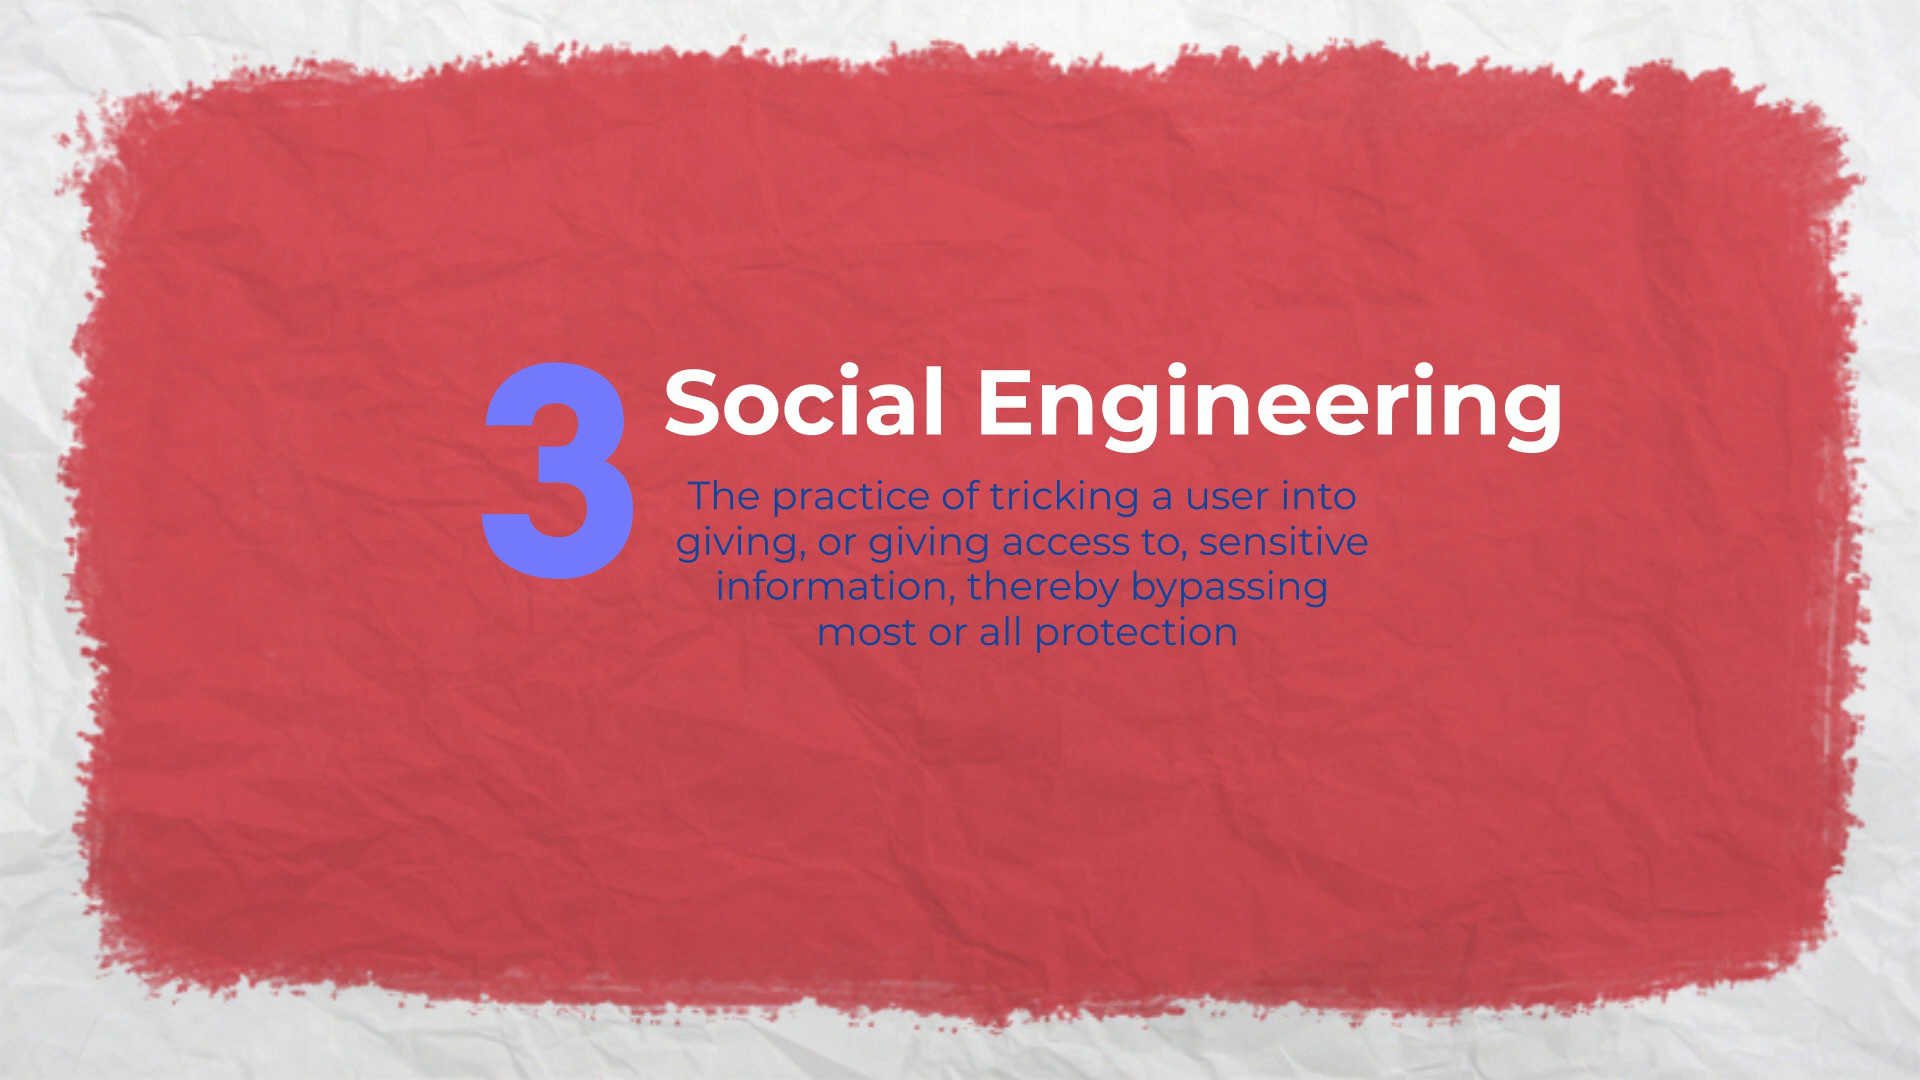 3
Social Engineering
The practice of tricking a user into
giving, or giving access to, sensitive
information, thereby bypassing
most or all protection